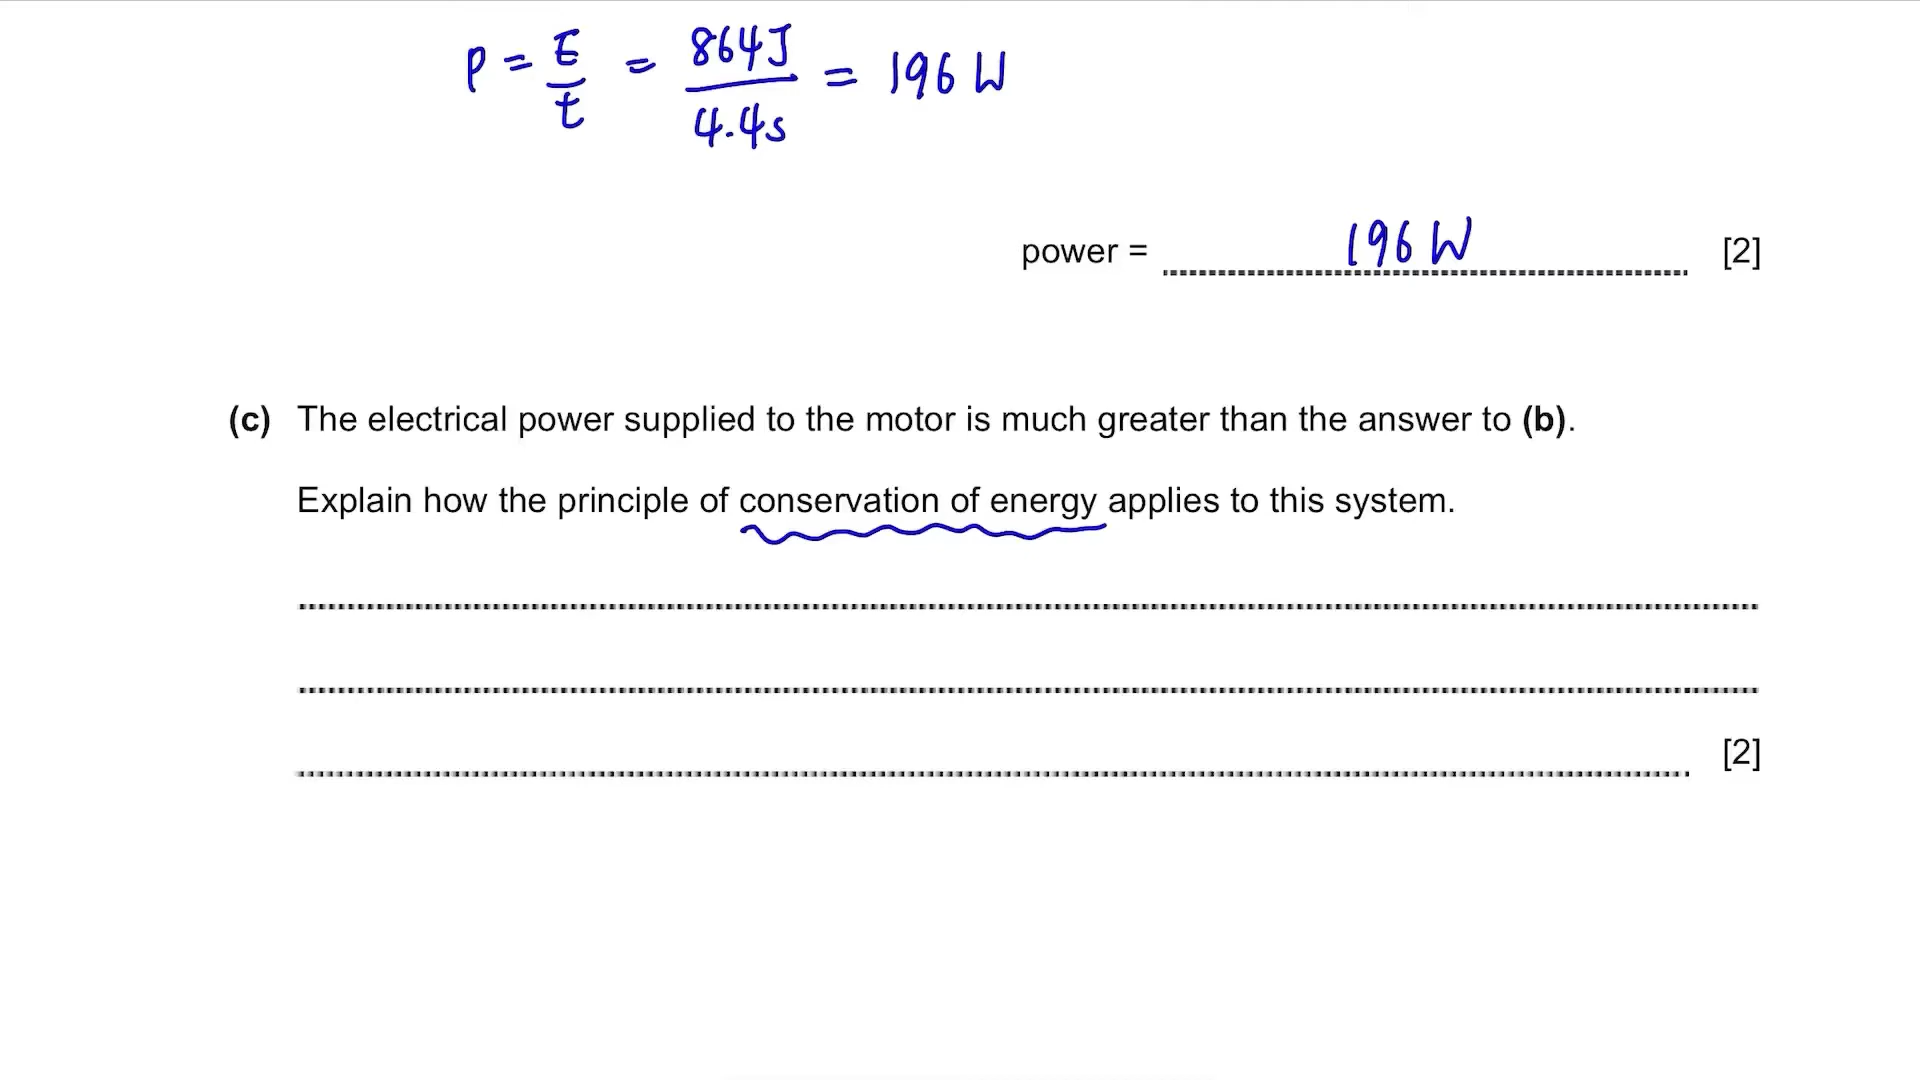 P = E/t = 864J/4.4s = 196 W
power = 196 W [2]
(c) The electrical power supplied to the motor is much greater than the answer to (b).
Explain how the principle of conservation of energy applies to this system.
[2]